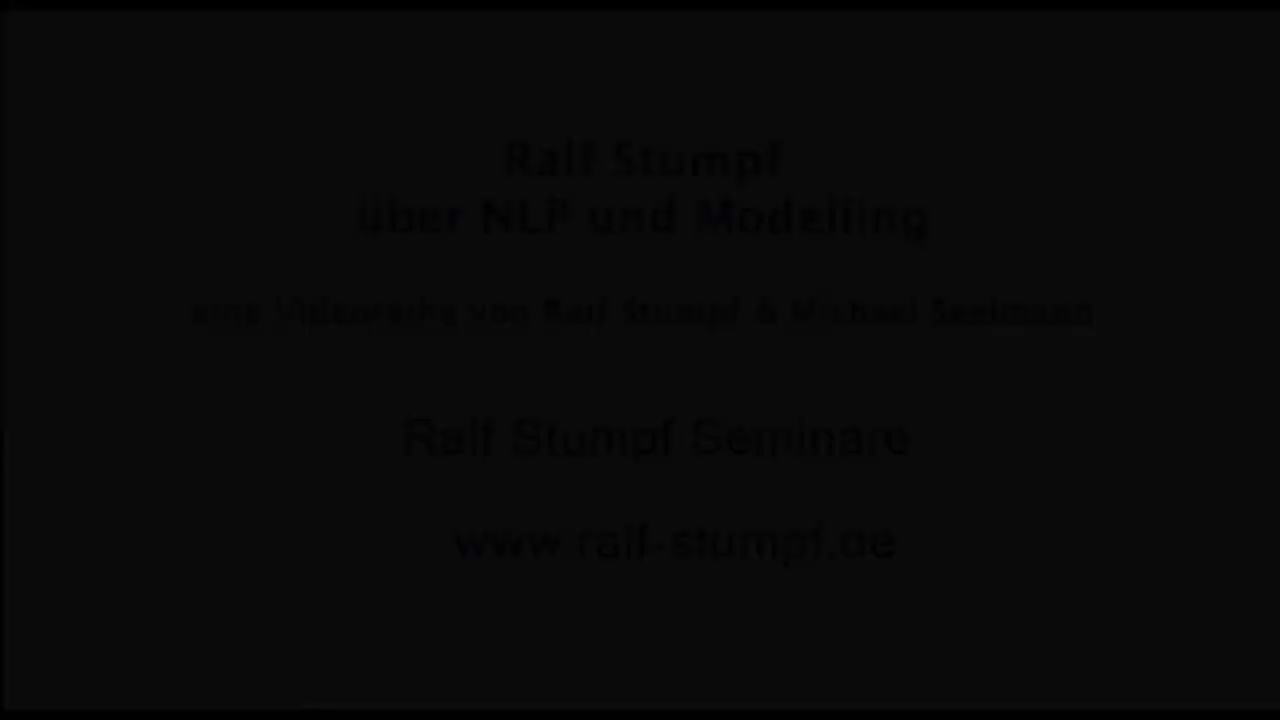 Ralf Stumpf
über NLP und Modelling
eine Videoreihe von Ralf Stumpf & Michael Seelmann
Ralf Stumpf Seminare
www.ralf-stumpf.de